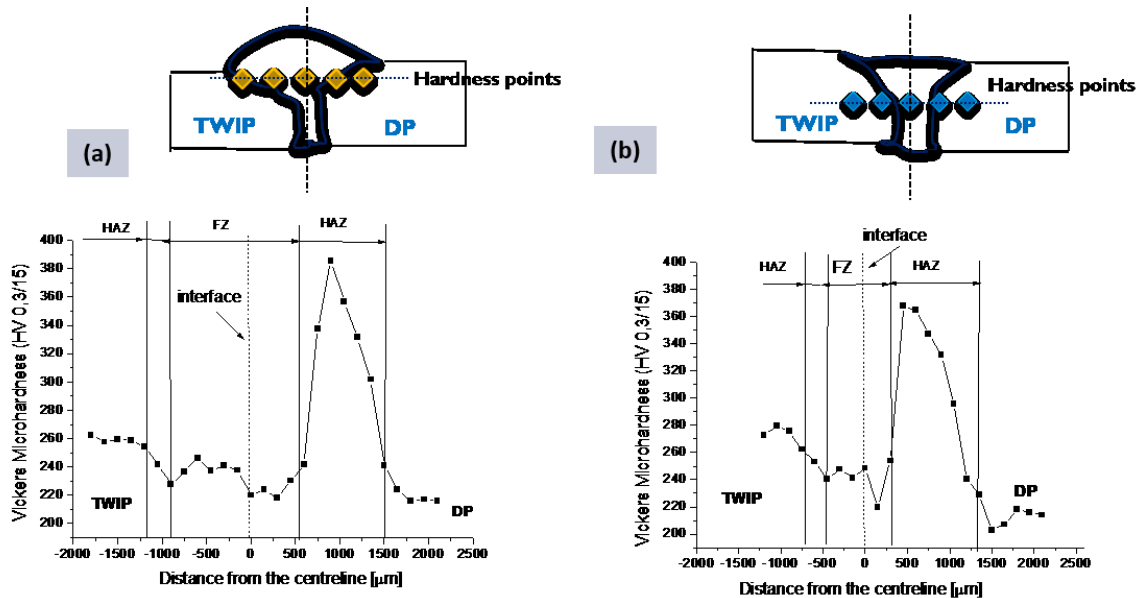 Hardness points
TWIP
DP
(a)
HAZ
FZ
HAZ
interface
400
380
360
340
320
300
280
260
240
220
200
Vickers Microhardness (HV 0,3/15)
TWIP
DP
-2000 -1500 -1000 -500 0 500 1000 1500 2000 2500
Distance from the centreline [µm]
Hardness points
TWIP
DP
(b)
interface
HAZ
FZ
HAZ
400
380
360
340
320
300
280
260
240
220
200
Vickers Microhardness (HV 0,3/15)
TWIP
DP
-2000 -1500 -1000 -500 0 500 1000 1500 2000 2500
Distance from the centreline [µm]